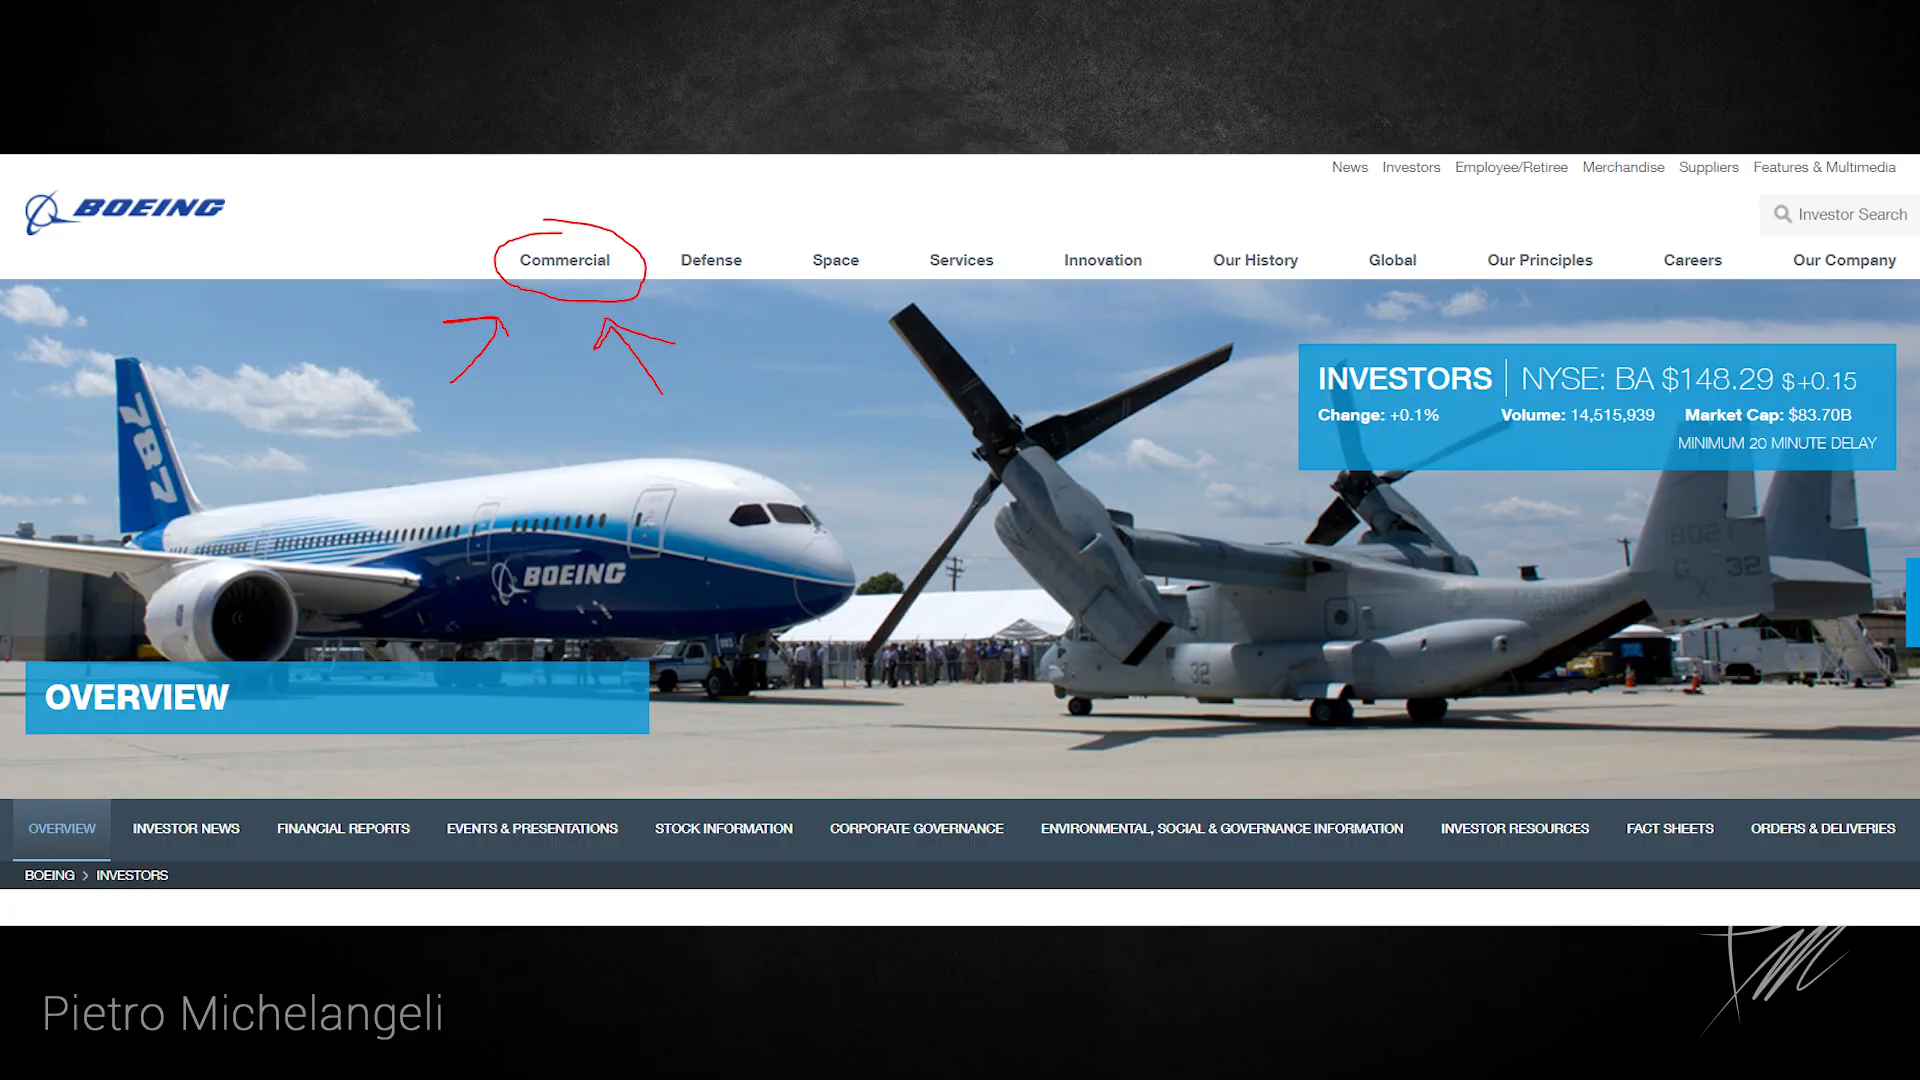 News Investors Employee/Retiree Merchandise Suppliers Features & Multimedia
BOEING
Investor Search
Commercial Defense Space Services Innovation Our History Global Our Principles Careers Our Company
INVESTORS NYSE: BA $148.29 $ +0.15
Change: +0.1% Volume: 14,515,939 Market Cap: $83.70B
MINIMUM 20 MINUTE DELAY
787
BOEING
32
32
OVERVIEW
OVERVIEW INVESTOR NEWS FINANCIAL REPORTS EVENTS & PRESENTATIONS STOCK INFORMATION CORPORATE GOVERNANCE ENVIRONMENTAL, SOCIAL & GOVERNANCE INFORMATION INVESTOR RESOURCES FACT SHEETS ORDERS & DELIVERIES
BOEING > INVESTORS
Pietro Michelangeli